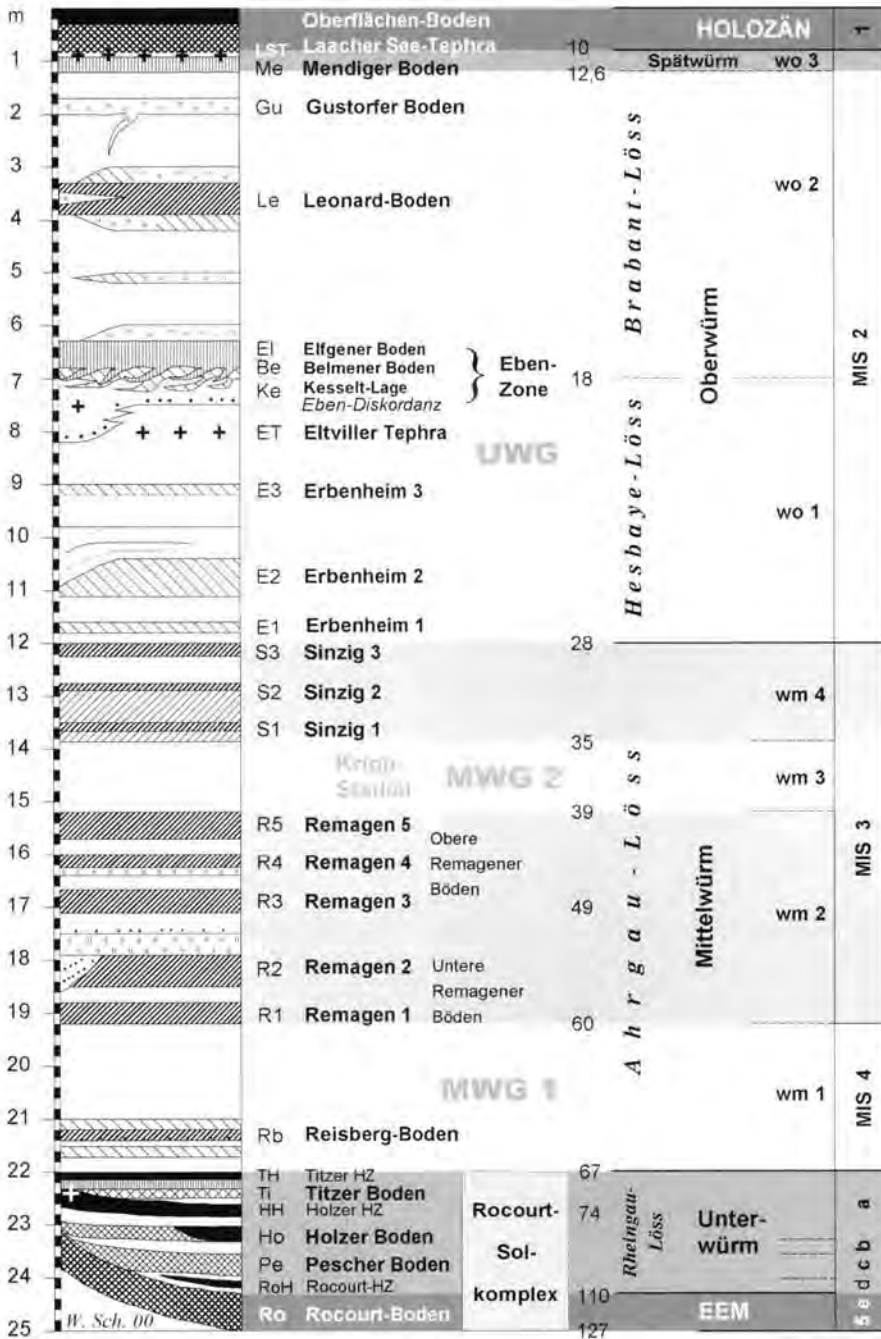 m
Oberflächen-Boden HOLOZÄN 1
LST Laacher See-Tephra 10
1 Me Mendiger Boden 12,6 Spätwürm wo 3
2 Gu Gustorfer Boden
3 wo 2
4 Le Leonard-Boden
5
6
El Elfgener Boden
Be Belmener Boden Eben-
7 Ke Kesselt-Lage Zone 18
Eben-Diskordanz
8 ET Eltviller Tephra
UWG
9 E3 Erbenheim 3
wo 1
10
11 E2 Erbenheim 2
E1 Erbenheim 1
12 28
S3 Sinzig 3
13 S2 Sinzig 2 wm 4
S1 Sinzig 1
14 35
Kripp-
Stadial MWG 2 wm 3
15 39
R5 Remagen 5 Obere
16 R4 Remagen 4 Remagener
R3 Remagen 3 Böden
17 49 wm 2
18 R2 Remagen 2 Untere
Remagener
19 R1 Remagen 1 Böden 60
20
MWG 1 wm 1
21 Rb Reisberg-Boden
22 67
TH Titzer HZ
Ti Titzer Boden
HH Holzer HZ Rocourt- 74 a
23 Ho Holzer Boden Sol- Unter-
Pe Pescher Boden würm b
24 RoH Rocourt-HZ komplex 110 c
d
Ro Rocourt-Boden EEM 5 e
25 W. Sch. 00 127
Brabant-Löss
Hesbaye-Löss
Ahrgau-Löss
Rheingau-
Löss
Oberwürm
Mittelwürm
MIS 2
MIS 3
MIS 4